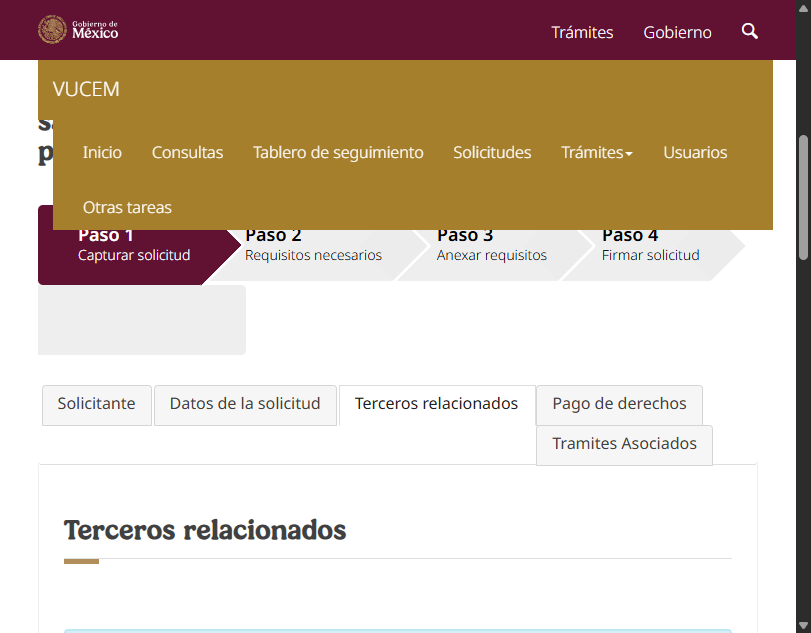 Gobierno de
México
Trámites Gobierno
VUCEM
Inicio Consultas Tablero de seguimiento Solicitudes Trámites Usuarios
Otras tareas
Paso 1 Paso 2 Paso 3 Paso 4
Capturar solicitud Requisitos necesarios Anexar requisitos Firmar solicitud
Solicitante Datos de la solicitud Terceros relacionados Pago de derechos
Tramites Asociados
Terceros relacionados